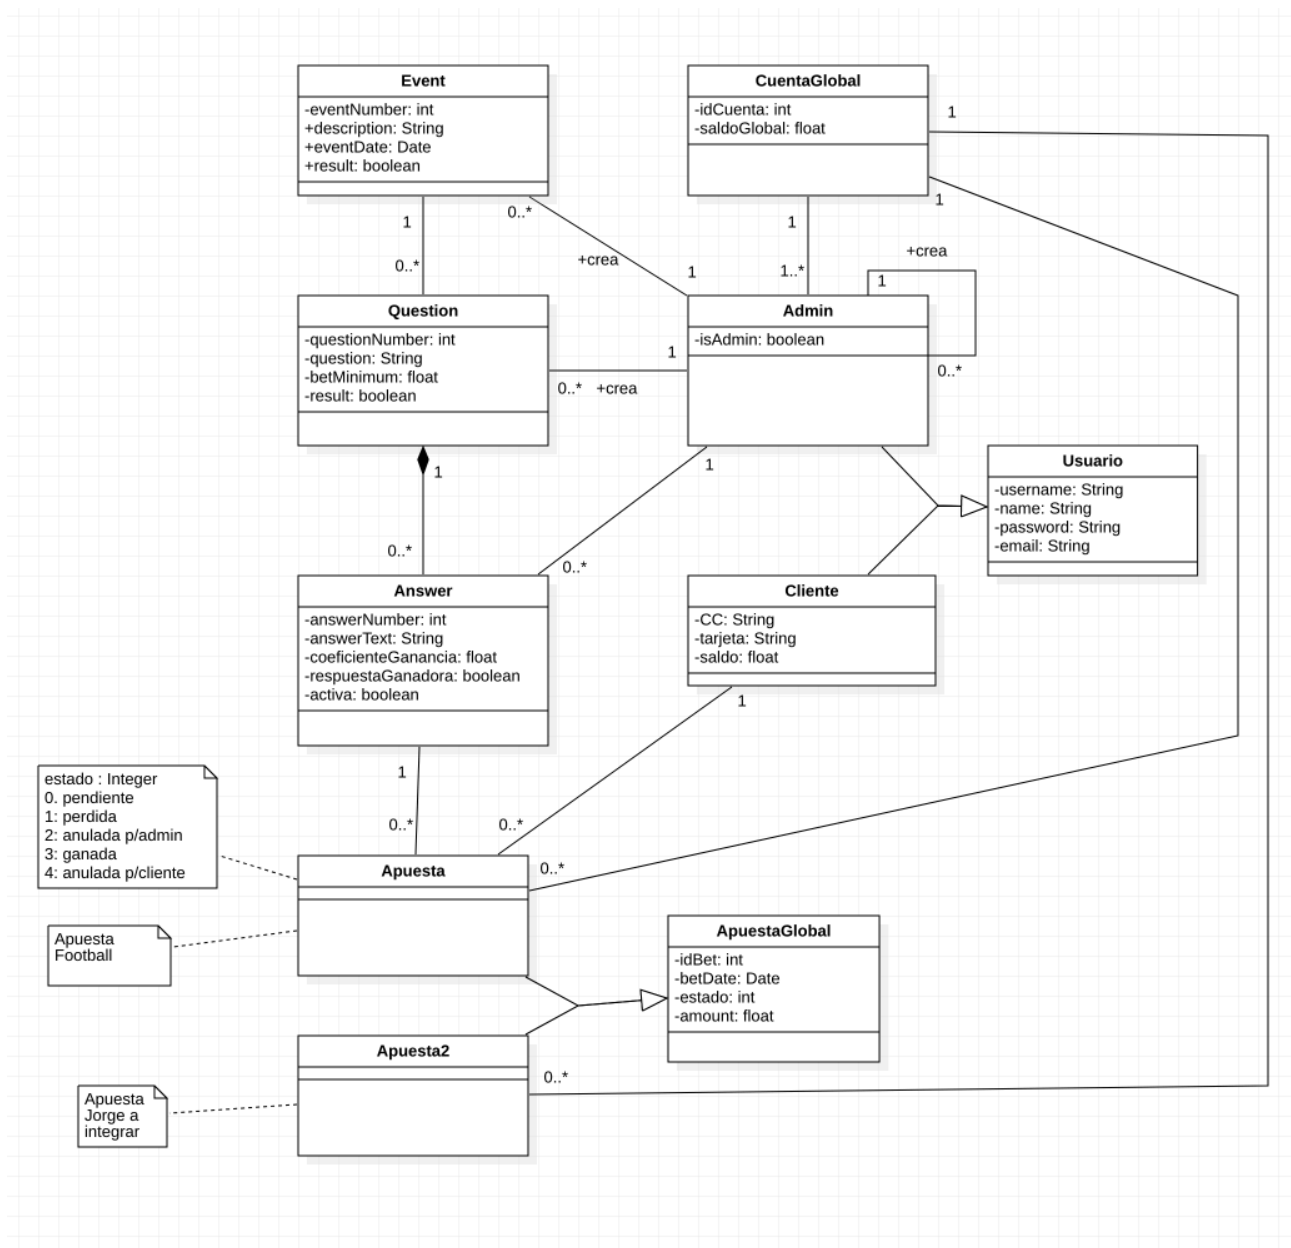 Event
-eventNumber: int
+description: String
+eventDate: Date
+result: boolean
CuentaGlobal
-idCuenta: int
-saldoGlobal: float
1
1
0..*
1
1
0..*
+crea
1
1..*
+crea
1
Question
-questionNumber: int
-question: String
-betMinimum: float
-result: boolean
Admin
-isAdmin: boolean
1
0..*
+crea
0..*
1
1
Usuario
-username: String
-name: String
-password: String
-email: String
0..*
0..*
Answer
-answerNumber: int
-answerText: String
-coeficienteGanancia: float
-respuestaGanadora: boolean
-activa: boolean
Cliente
-CC: String
-tarjeta: String
-saldo: float
1
1
0..*
0..*
estado : Integer
0. pendiente
1: perdida
2: anulada p/admin
3: ganada
4: anulada p/cliente
Apuesta
0..*
Apuesta
Football
ApuestaGlobal
-idBet: int
-betDate: Date
-estado: int
-amount: float
Apuesta2
0..*
Apuesta
Jorge a
integrar